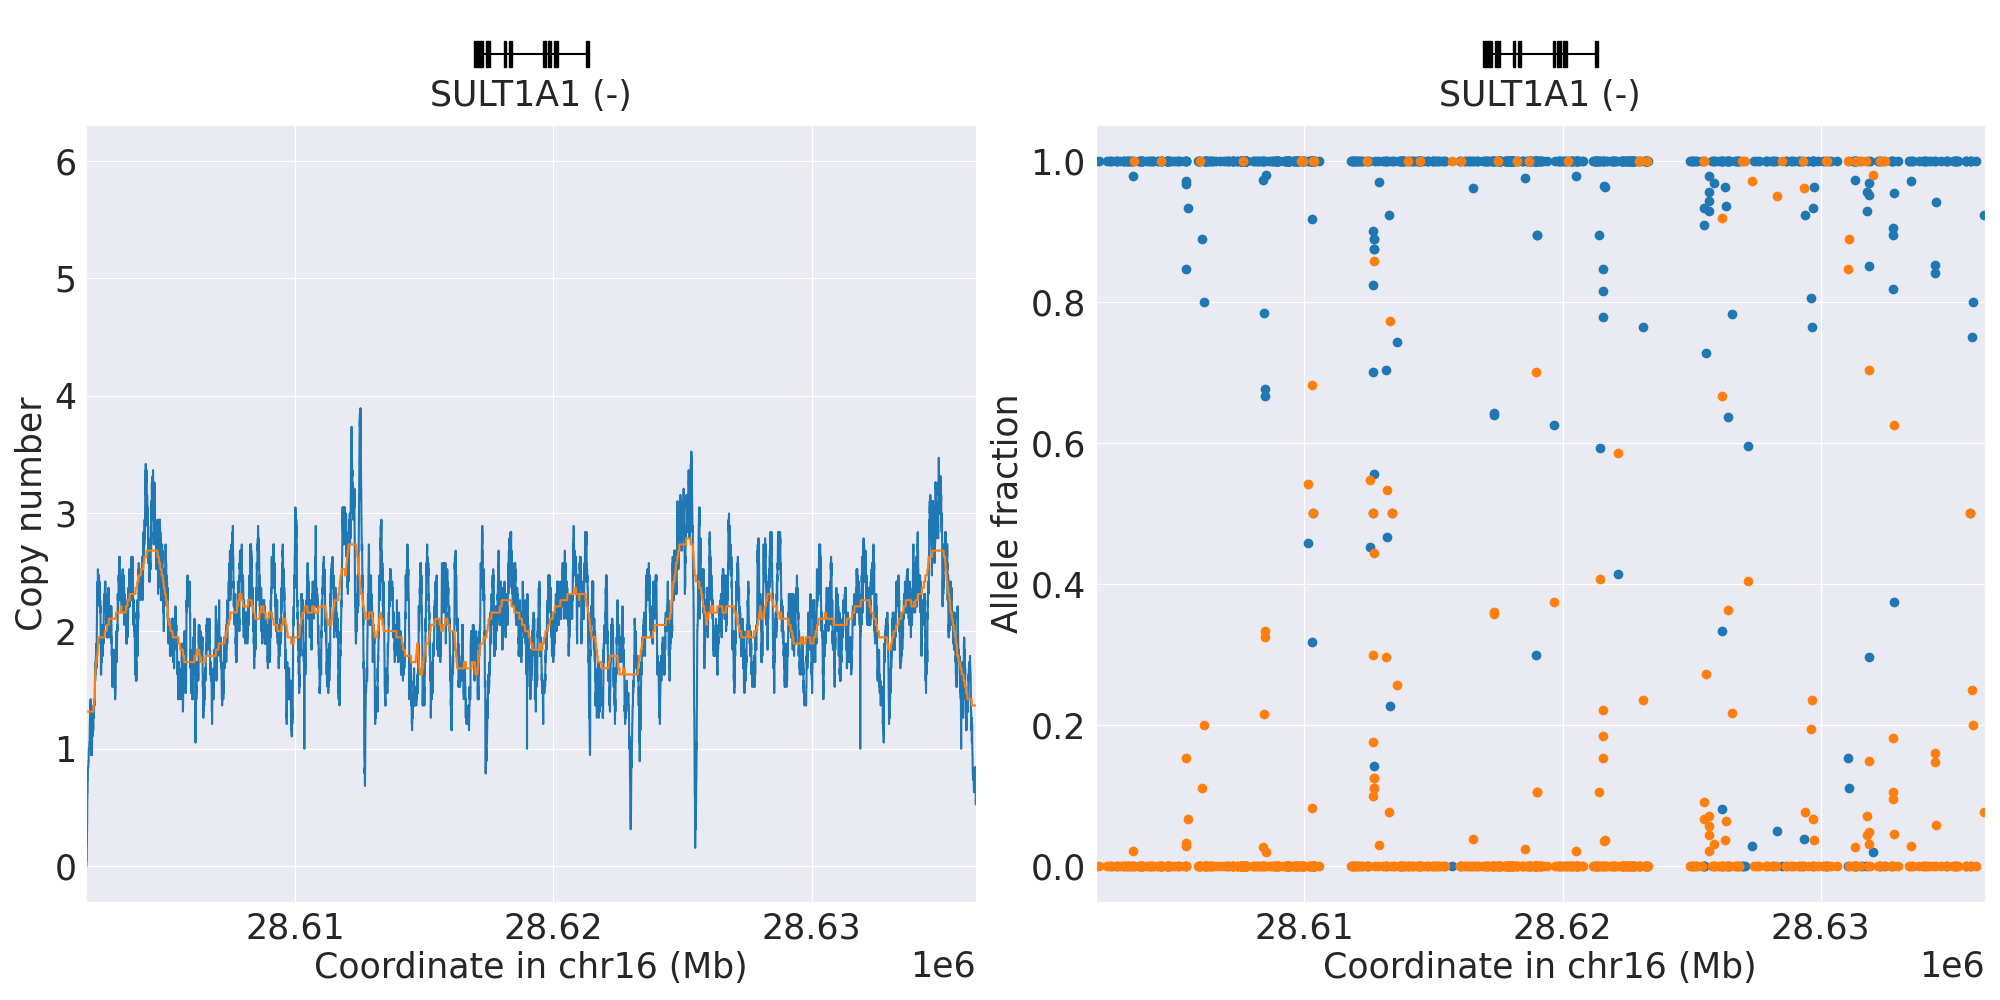 SULT1A1 (-)
6
5
4
3
2
1
0
Copy number
28.61
28.62
28.63
Coordinate in chr16 (Mb)
1e6
SULT1A1 (-)
1.0
0.8
0.6
0.4
0.2
0.0
Allele fraction
28.61
28.62
28.63
Coordinate in chr16 (Mb)
1e6